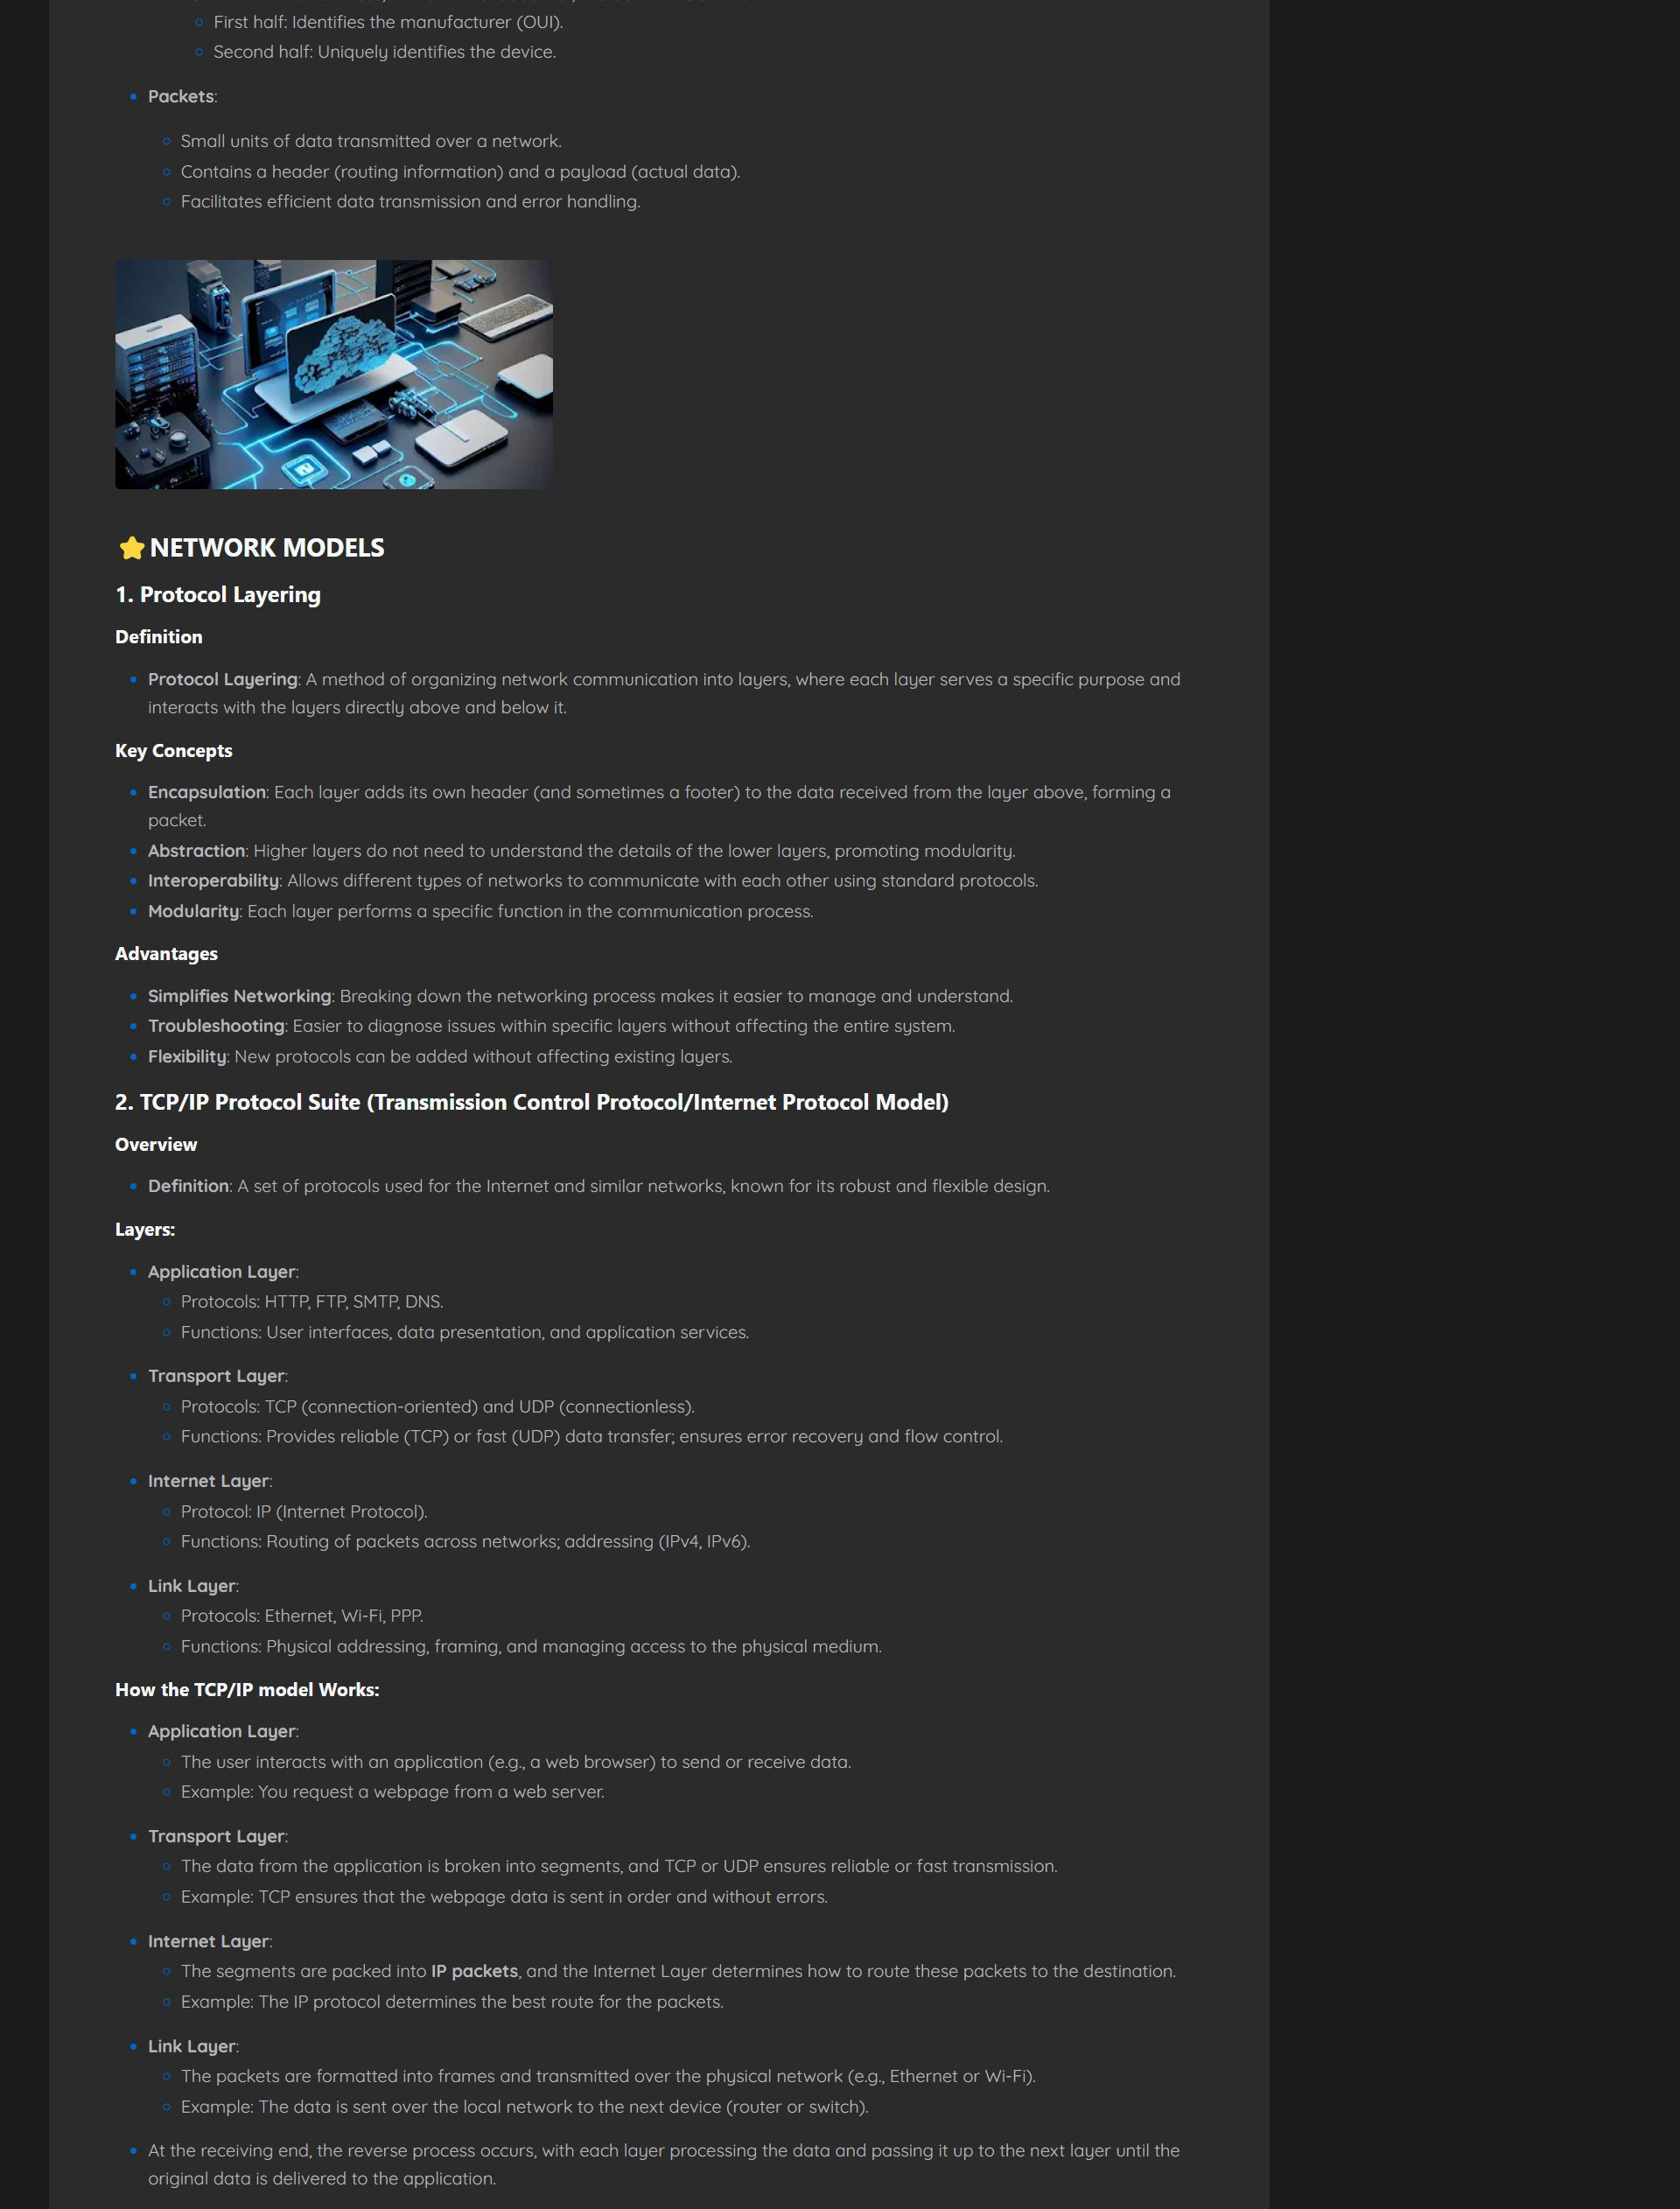 First half: Identifies the manufacturer (OUI).
Second half: Uniquely identifies the device.
Packets:
Small units of data transmitted over a network.
Contains a header (routing information) and a payload (actual data).
Facilitates efficient data transmission and error handling.
⭐NETWORK MODELS
1. Protocol Layering
Definition
Protocol Layering: A method of organizing network communication into layers, where each layer serves a specific purpose and
interacts with the layers directly above and below it.
Key Concepts
Encapsulation: Each layer adds its own header (and sometimes a footer) to the data received from the layer above, forming a
packet.
Abstraction: Higher layers do not need to understand the details of the lower layers, promoting modularity.
Interoperability: Allows different types of networks to communicate with each other using standard protocols.
Modularity: Each layer performs a specific function in the communication process.
Advantages
Simplifies Networking: Breaking down the networking process makes it easier to manage and understand.
Troubleshooting: Easier to diagnose issues within specific layers without affecting the entire system.
Flexibility: New protocols can be added without affecting existing layers.
2. TCP/IP Protocol Suite (Transmission Control Protocol/Internet Protocol Model)
Overview
Definition: A set of protocols used for the Internet and similar networks, known for its robust and flexible design.
Layers:
Application Layer:
Protocols: HTTP, FTP, SMTP, DNS.
Functions: User interfaces, data presentation, and application services.
Transport Layer:
Protocols: TCP (connection-oriented) and UDP (connectionless).
Functions: Provides reliable (TCP) or fast (UDP) data transfer; ensures error recovery and flow control.
Internet Layer:
Protocol: IP (Internet Protocol).
Functions: Routing of packets across networks; addressing (IPv4, IPv6).
Link Layer:
Protocols: Ethernet, Wi-Fi, PPP.
Functions: Physical addressing, framing, and managing access to the physical medium.
How the TCP/IP model Works:
Application Layer:
The user interacts with an application (e.g., a web browser) to send or receive data.
Example: You request a webpage from a web server.
Transport Layer:
The data from the application is broken into segments, and TCP or UDP ensures reliable or fast transmission.
Example: TCP ensures that the webpage data is sent in order and without errors.
Internet Layer:
The segments are packed into IP packets, and the Internet Layer determines how to route these packets to the destination.
Example: The IP protocol determines the best route for the packets.
Link Layer:
The packets are formatted into frames and transmitted over the physical network (e.g., Ethernet or Wi-Fi).
Example: The data is sent over the local network to the next device (router or switch).
At the receiving end, the reverse process occurs, with each layer processing the data and passing it up to the next layer until the
original data is delivered to the application.